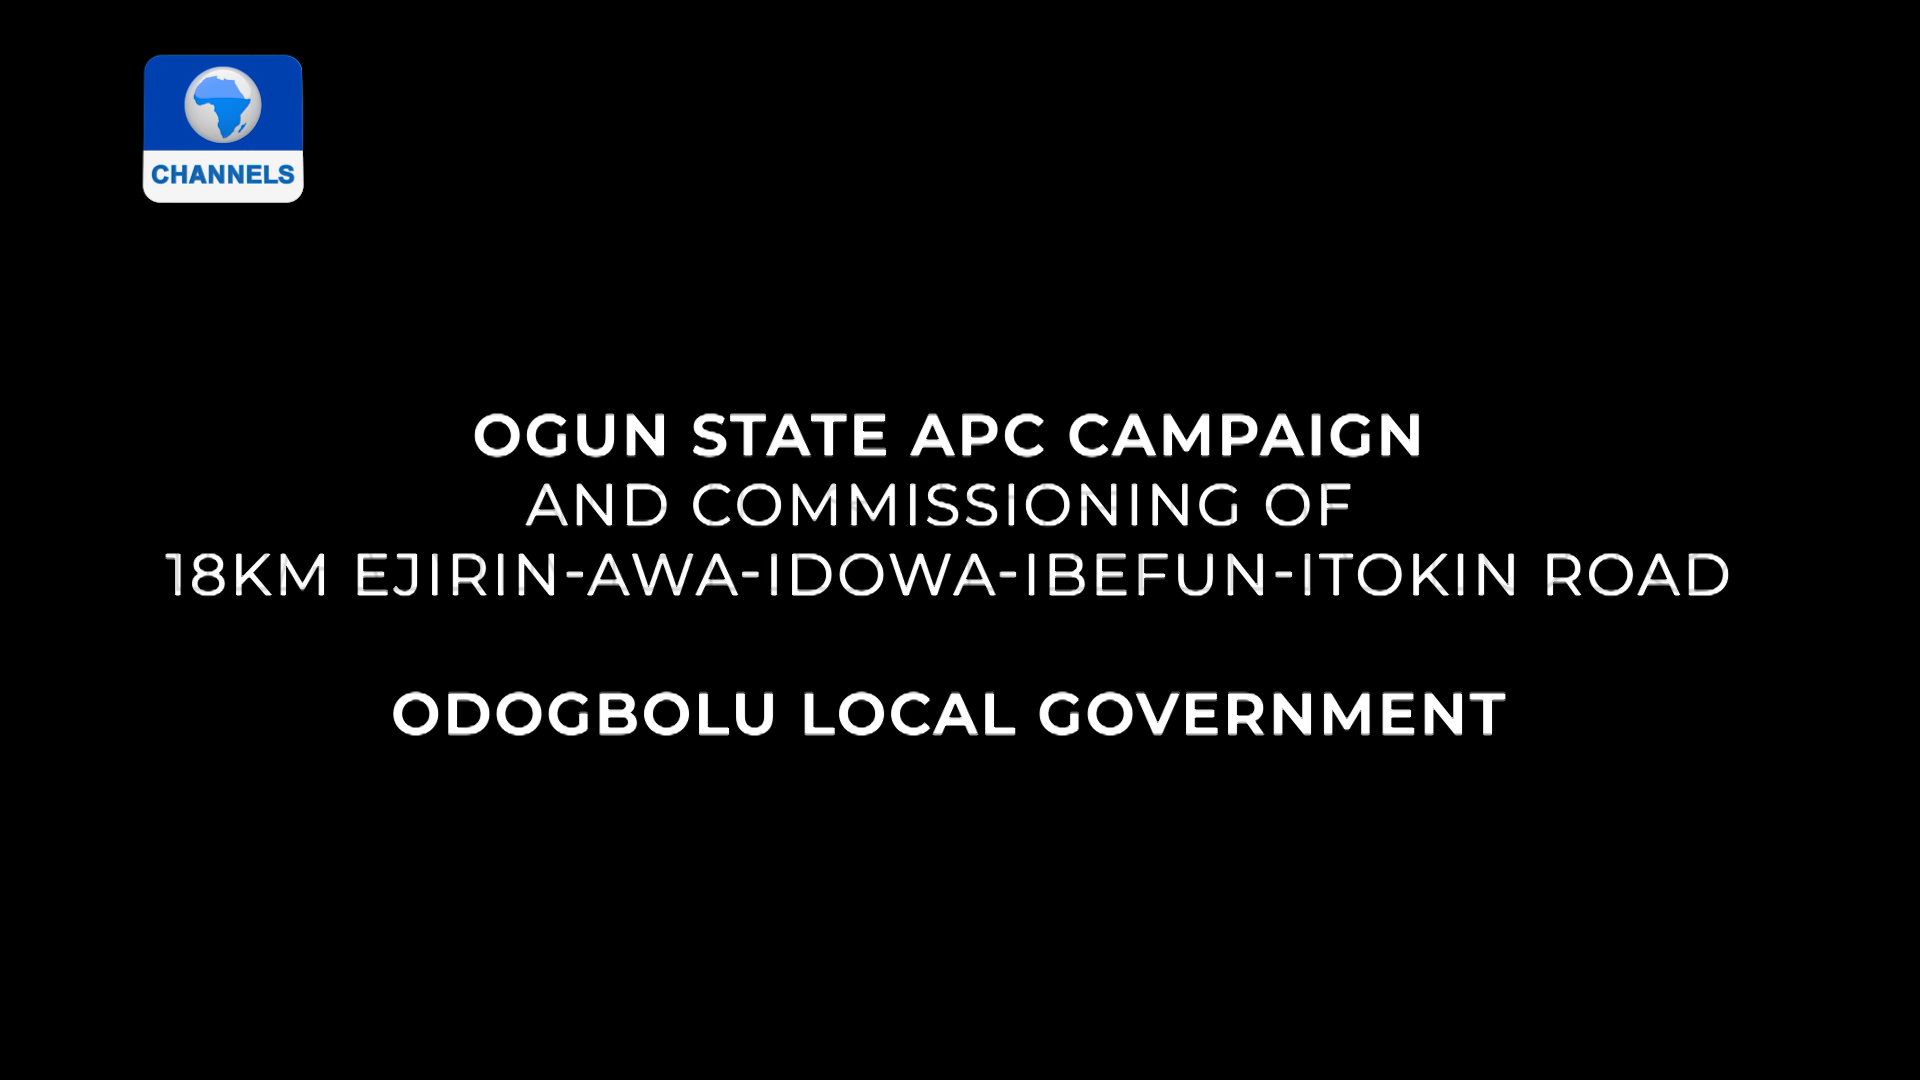 CHANNELS
OGUN STATE APC CAMPAIGN
AND COMMISSIONING OF
18KM EJIRIN-AWA-IDOWA-IBEFUN-ITOKIN ROAD
ODOGBOLU LOCAL GOVERNMENT